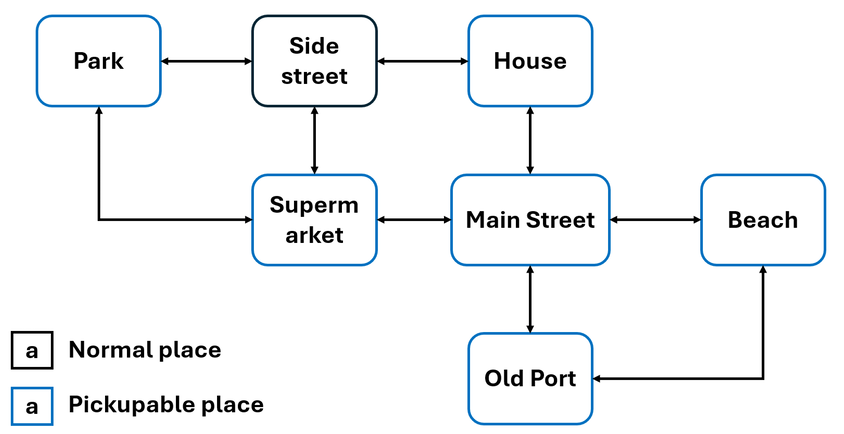 Park
Side
street
House
Superm
arket
Main Street
Beach
Old Port
a Normal place
a Pickupable place